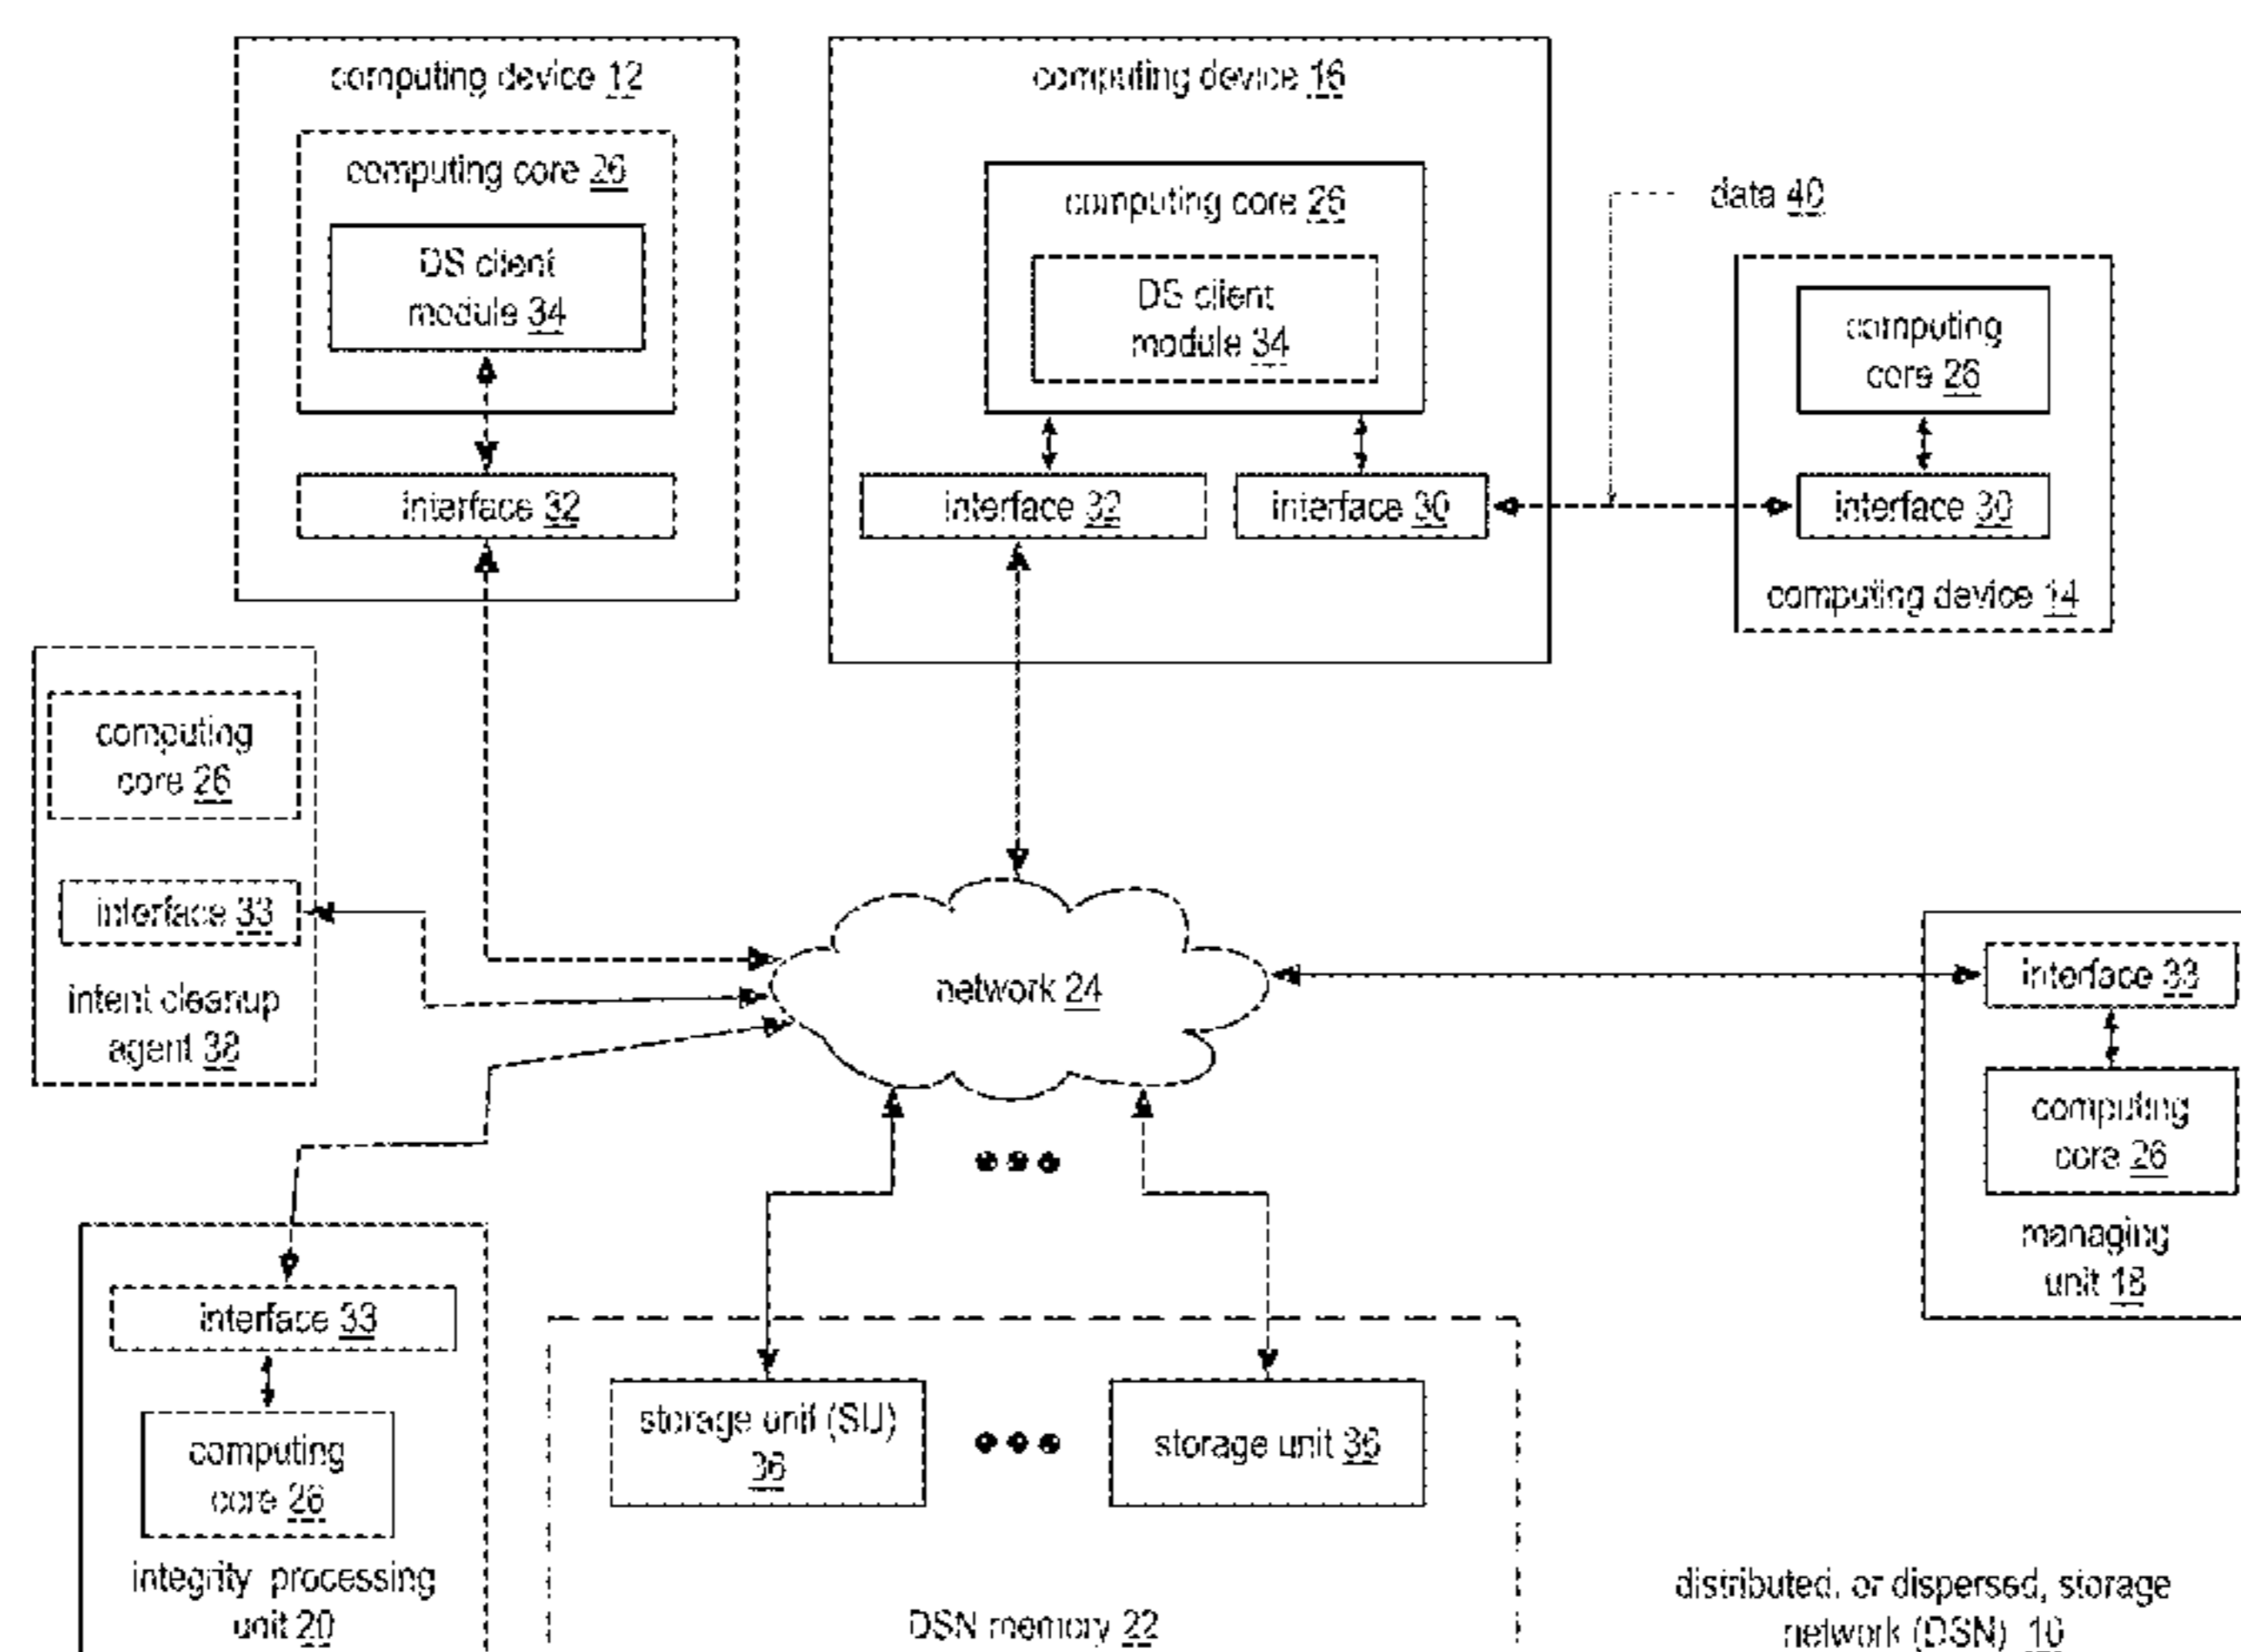 computing device 12
computing core 26
DS client
module 34
interface 32
computing device 16
computing core 26
DS client
module 34
interface 32
interface 30
data 40
computing
core 26
interface 30
computing device 14
computing
core 26
interface 33
intent cleanup
agent 38
network 24
interface 33
computing
core 26
managing
unit 18
interface 33
computing
core 26
integrity processing
unit 20
storage unit (SU)
36
storage unit 36
DSN memory 22
distributed, or dispersed, storage
network (DSN) 10